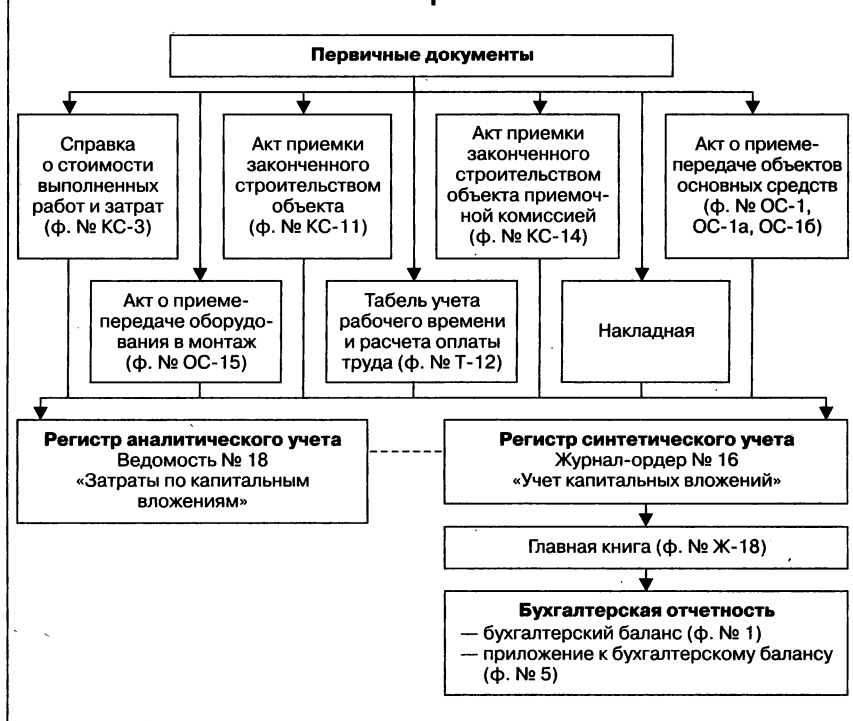 Первичные документы
Справка
о стоимости
выполненных
работ и затрат
(ф. № КС-3)
Акт приемки
законченного
строительством
объекта
(ф. № КС-11)
Акт приемки
законченного
строительством
объекта приемоч-
ной комиссией
(ф. № КС-14)
Акт о приеме-
передаче объектов
основных средств
(ф. № ОС-1,
ОС-1а, ОС-1б)
Акт о приеме-
передаче оборудо-
вания в монтаж
(ф. № ОС-15)
Табель учета
рабочего времени
и расчета оплаты
труда (ф. № Т-12)
Накладная
Регистр аналитического учета
Ведомость № 18
«Затраты по капитальным
вложениям»
Регистр синтетического учета
Журнал-ордер № 16
«Учет капитальных вложений»
Главная книга (ф. № Ж-18)
Бухгалтерская отчетность
— бухгалтерский баланс (ф. № 1)
— приложение к бухгалтерскому балансу
(ф. № 5)